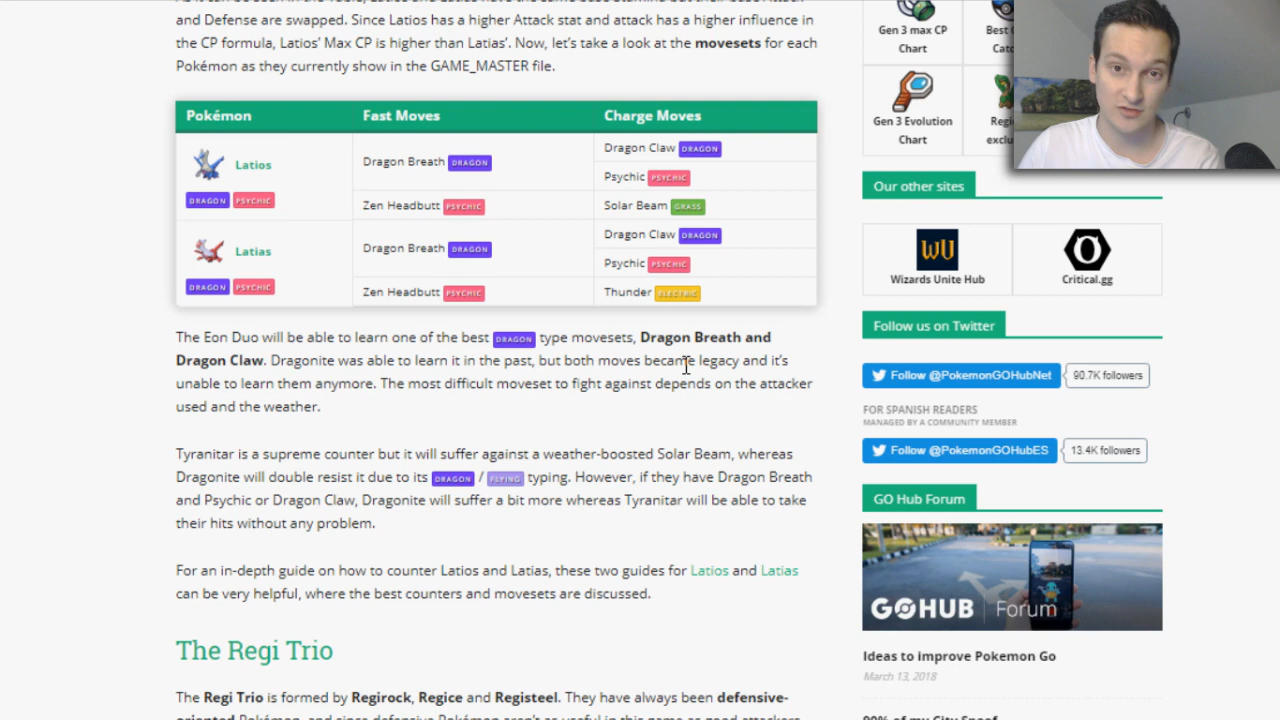 and Defense are swapped. Since Latios has a higher Attack stat and attack has a higher influence in
the CP formula, Latios' Max CP is higher than Latias'. Now, let's take a look at the movesets for each
Pokémon as they currently show in the GAME_MASTER file.
Pokémon Fast Moves Charge Moves
Latios
DRAGON PSYCHIC
Dragon Breath DRAGON
Zen Headbutt PSYCHIC
Dragon Claw DRAGON
Psychic PSYCHIC
Solar Beam GRASS
Latias
DRAGON PSYCHIC
Dragon Breath DRAGON
Zen Headbutt PSYCHIC
Dragon Claw DRAGON
Psychic PSYCHIC
Thunder ELECTRIC
The Eon Duo will be able to learn one of the best DRAGON type movesets, Dragon Breath and
Dragon Claw. Dragonite was able to learn it in the past, but both moves became legacy and it's
unable to learn them anymore. The most difficult moveset to fight against depends on the attacker
used and the weather.
Tyranitar is a supreme counter but it will suffer against a weather-boosted Solar Beam, whereas
Dragonite will double resist it due to its DRAGON / FLYING typing. However, if they have Dragon Breath
and Psychic or Dragon Claw, Dragonite will suffer a bit more whereas Tyranitar will be able to take
their hits without any problem.
For an in-depth guide on how to counter Latios and Latias, these two guides for Latios and Latias
can be very helpful, where the best counters and movesets are discussed.
The Regi Trio
The Regi Trio is formed by Regirock, Regice and Registeel. They have always been defensive-
Gen 3 max CP
Chart
Best
Gen 3 Evolution
Chart
Our other sites
WU
Wizards Unite Hub
Critical.gg
Follow us on Twitter
Follow @PokemonGOHubNet 90.7K followers
FOR SPANISH READERS
MANAGED BY A COMMUNITY MEMBER
Follow @PokemonGOHubES 13.4K followers
GO Hub Forum
GOHUB Forum
Ideas to improve Pokemon Go
March 13, 2018